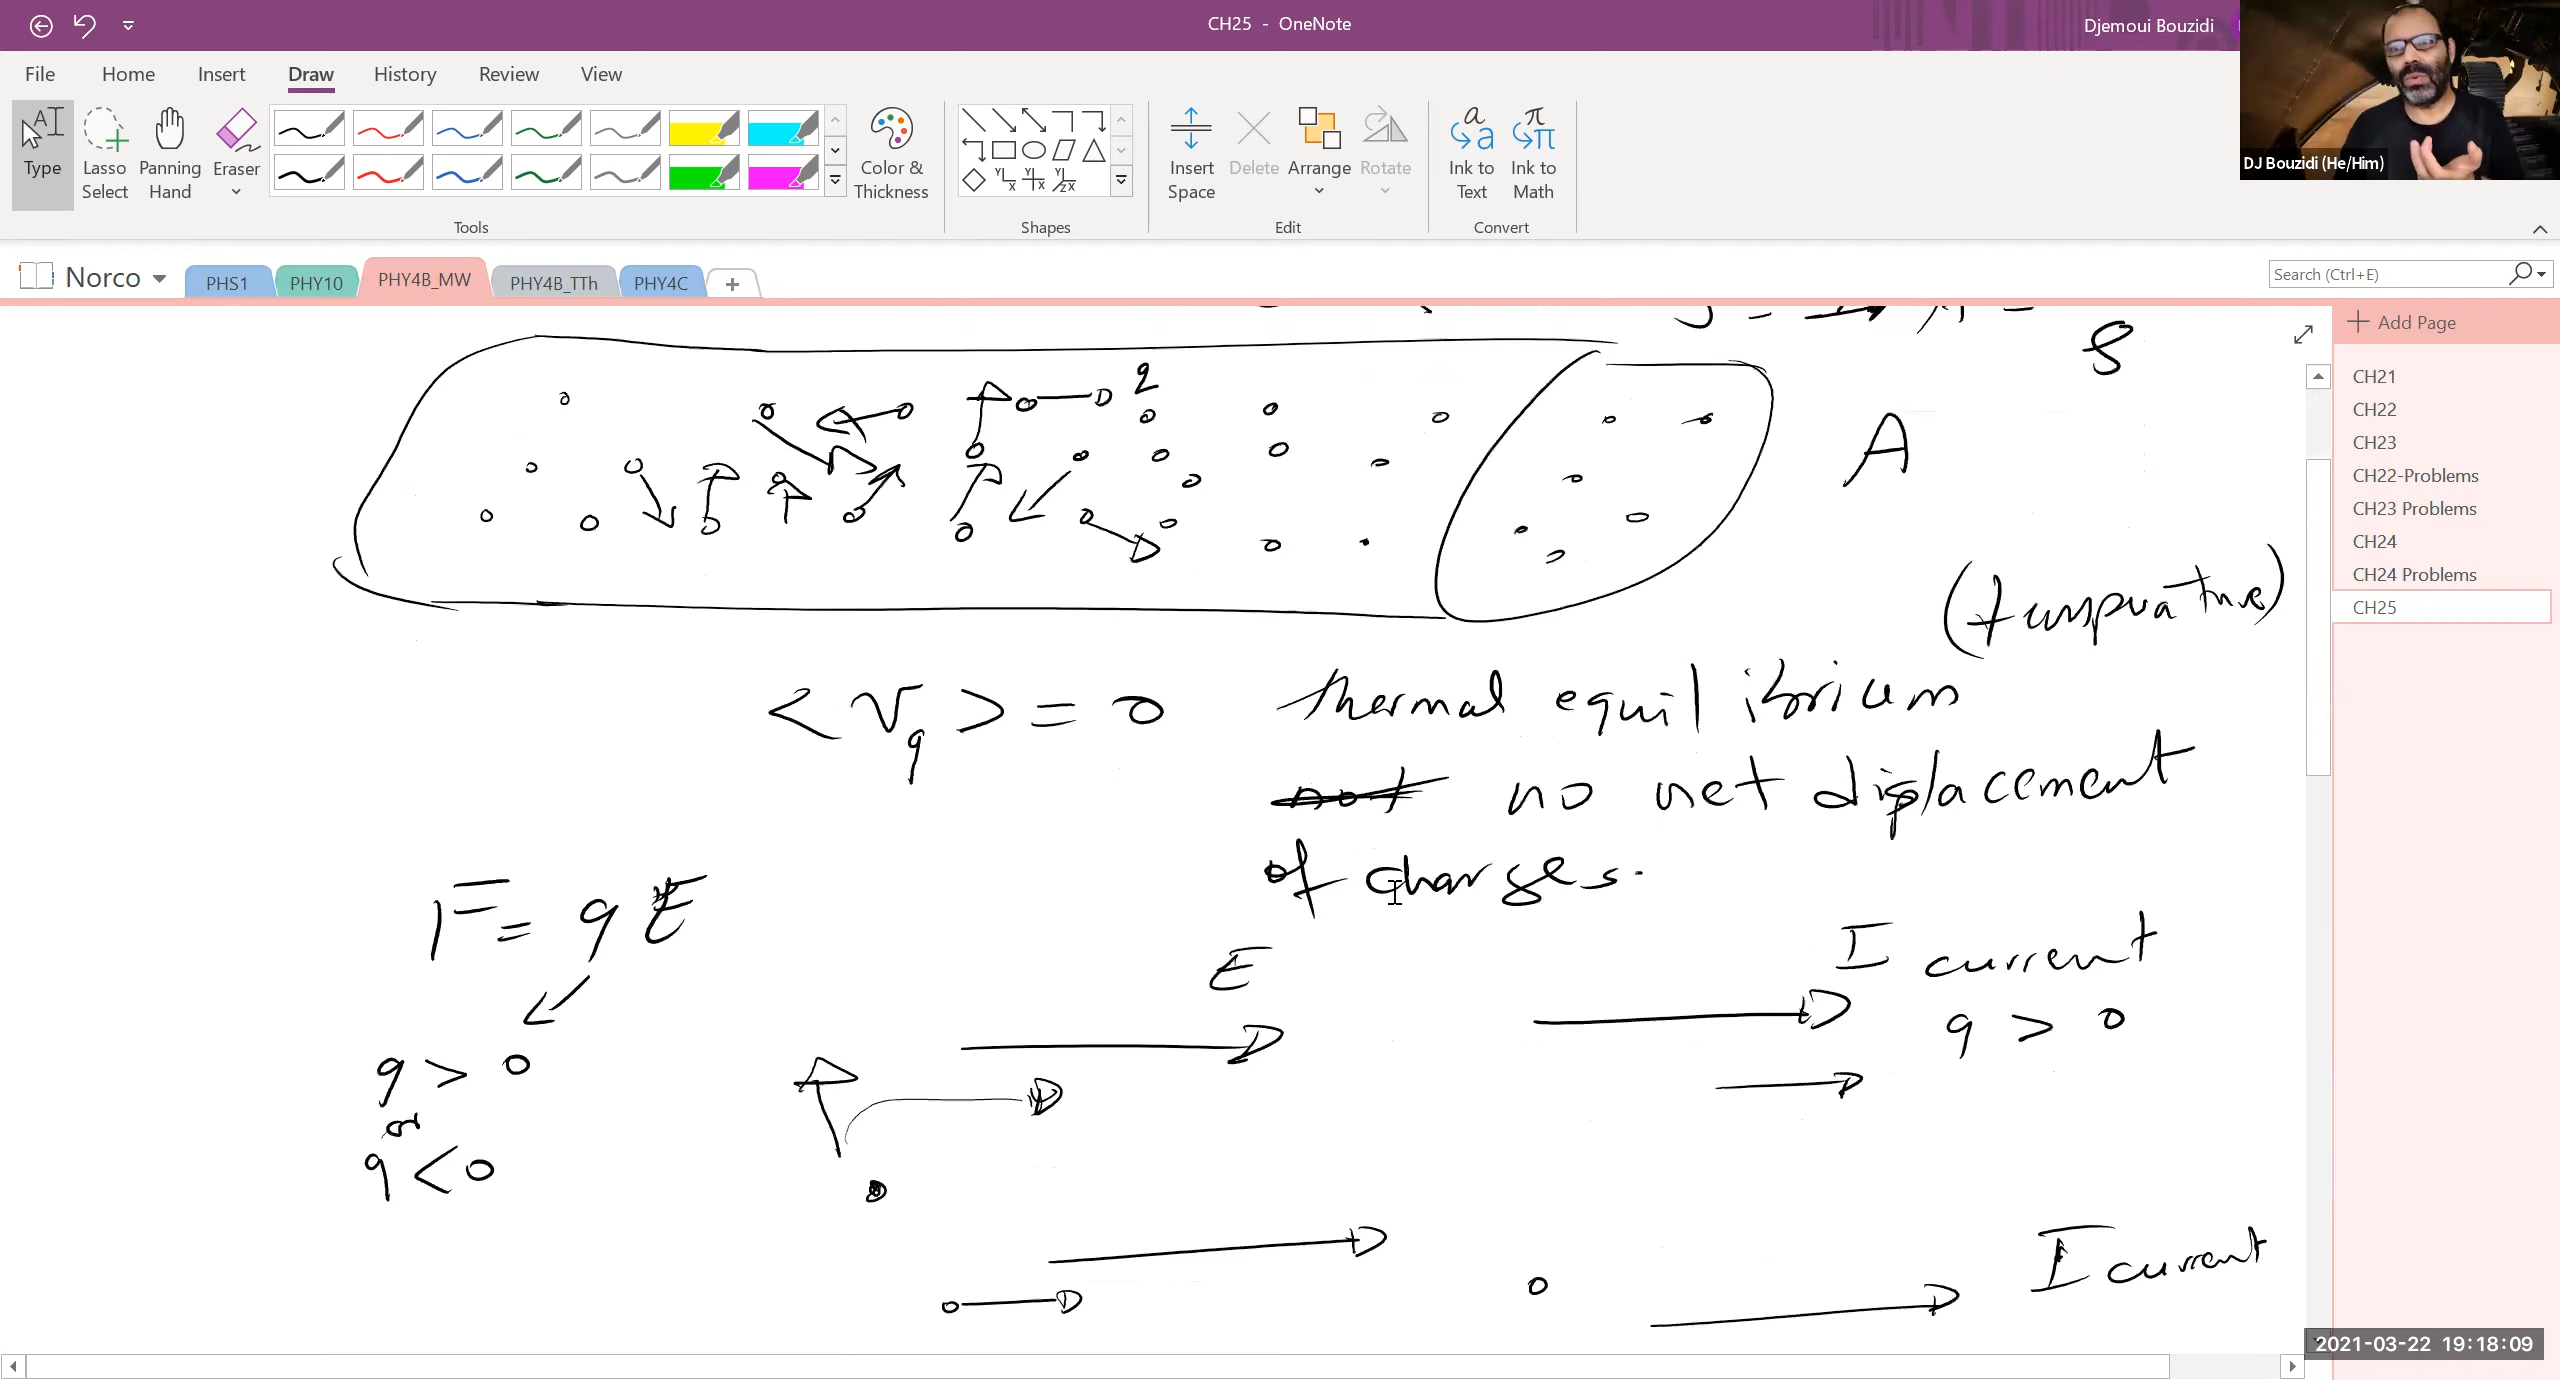 CH25 - OneNote
Djemoui Bouzidi
File Home Insert Draw History Review View
Type
Lasso Select
Panning Hand
Eraser
Color & Thickness
Insert Space
Delete
Arrange
Rotate
Ink to Text
Ink to Math
Tools
Shapes
Edit
Convert
DJ Bouzidi (He/Him)
Norco
PHS1 PHY10 PHY4B_MW PHY4B_TTh PHY4C +
Search (Ctrl+E)
Add Page
CH21
CH22
CH23
CH22-Problems
CH23 Problems
CH24
CH24 Problems
CH25
q
A
(temperature)
< v_q > = 0 thermal equilibrium
not no net displacement
of charges.
F = q E
E
I current
q > 0
q > 0
or
q < 0
I current
2021-03-22 19:18:09